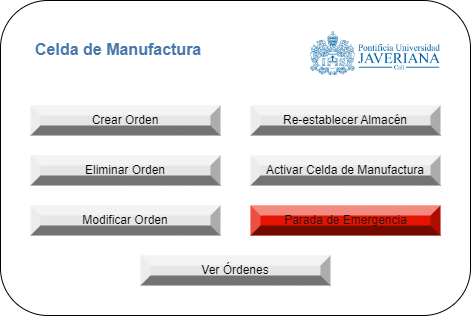 Celda de Manufactura
Pontificia Universidad
JAVERIANA
Cali
Crear Orden
Re-establecer Almacén
Eliminar Orden
Activar Celda de Manufactura
Modificar Orden
Parada de Emergencia
Ver Órdenes